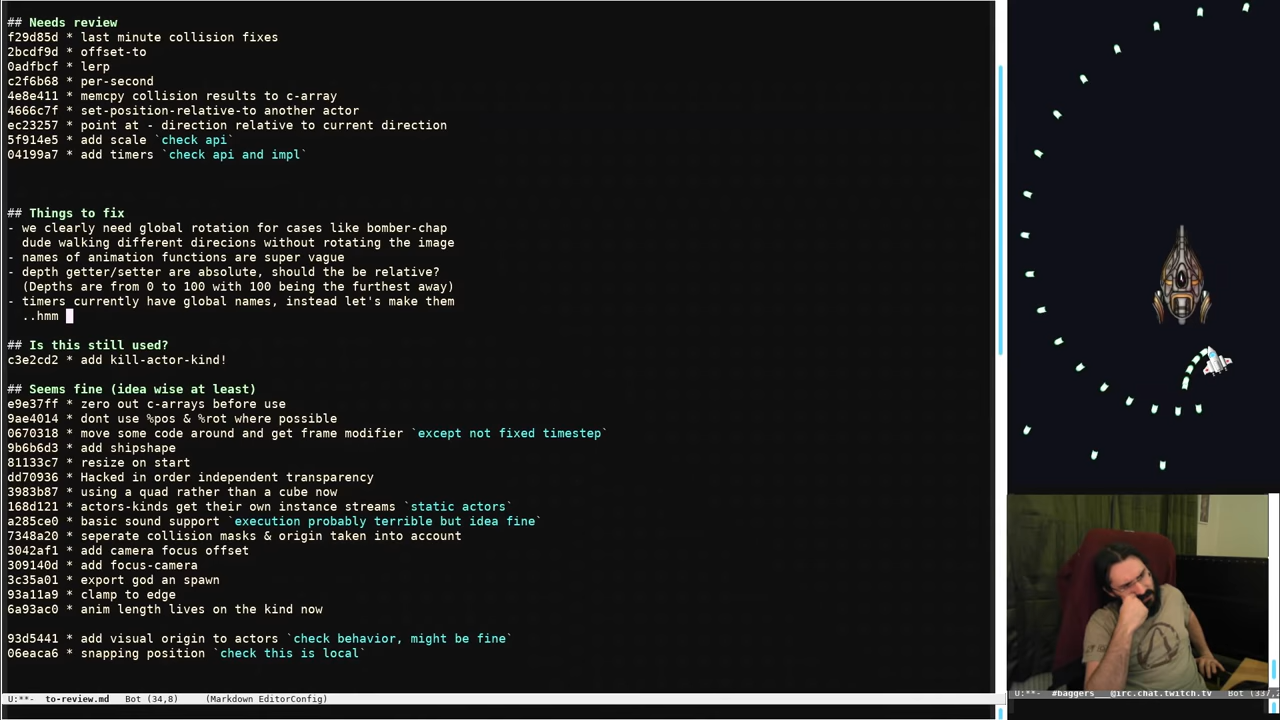 ## Needs review
f29d85d * last minute collision fixes
2bcdf9d * offset-to
0adfbcf * lerp
c2f6b68 * per-second
4e8e411 * memcpy collision results to c-array
4666c7f * set-position-relative-to another actor
ec23257 * point at - direction relative to current direction
5f914e5 * add scale `check api`
04199a7 * add timers `check api and impl`
## Things to fix
- we clearly need global rotation for cases like bomber-chap
dude walking different direcions without rotating the image
- names of animation functions are super vague
- depth getter/setter are absolute, should the be relative?
(Depths are from 0 to 100 with 100 being the furthest away)
- timers currently have global names, instead let's make them
..hmm
## Is this still used?
c3e2cd2 * add kill-actor-kind!
## Seems fine (idea wise at least)
e9e37ff * zero out c-arrays before use
9ae4014 * dont use %pos & %rot where possible
0670318 * move some code around and get frame modifier `except not fixed timestep`
9b6b6d3 * add shipshape
81133c7 * resize on start
dd70936 * Hacked in order independent transparency
3983b87 * using a quad rather than a cube now
168d121 * actors-kinds get their own instance streams `static actors`
a285ce0 * basic sound support `execution probably terrible but idea fine`
7348a20 * seperate collision masks & origin taken into account
3042af1 * add camera focus offset
309140d * add focus-camera
3c35a01 * export god an spawn
93a11a9 * clamp to edge
6a93ac0 * anim length lives on the kind now
93d5441 * add visual origin to actors `check behavior, might be fine`
06eaca6 * snapping position `check this is local`
U:**- to-review.md Bot (34,8) (Markdown EditorConfig)
U:**- #baggers___@irc.chat.twitch.tv Bot